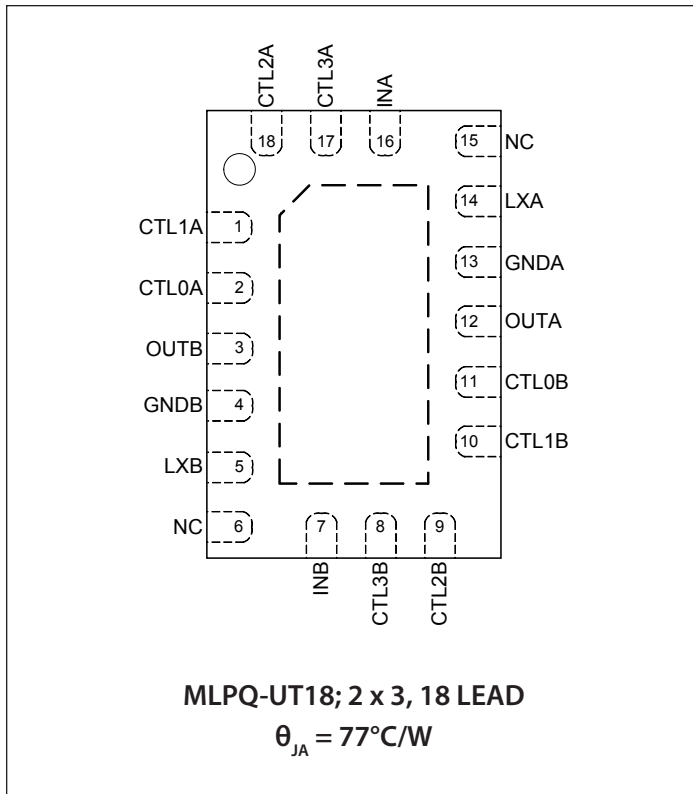 CTL2A
CTL3A
INA
18
17
16
15 NC
14 LXA
13 GNDA
12 OUTA
11 CTL0B
10 CTL1B
CTL1A 1
CTL0A 2
OUTB 3
GNDB 4
LXB 5
NC 6
7
8
9
INB
CTL3B
CTL2B
MLPQ-UT18; 2 x 3, 18 LEAD
θJA = 77°C/W